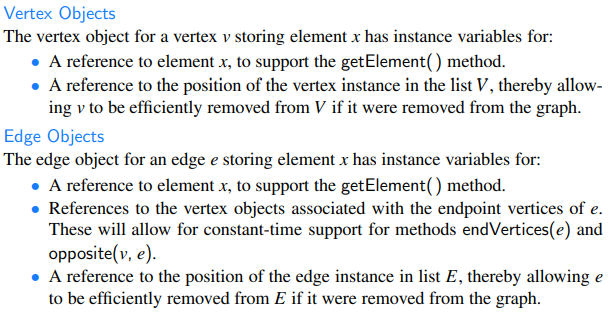 Vertex Objects
The vertex object for a vertex v storing element x has instance variables for:
• A reference to element x, to support the getElement( ) method.
• A reference to the position of the vertex instance in the list V, thereby allow-
ing v to be efficiently removed from V if it were removed from the graph.
Edge Objects
The edge object for an edge e storing element x has instance variables for:
• A reference to element x, to support the getElement( ) method.
• References to the vertex objects associated with the endpoint vertices of e.
These will allow for constant-time support for methods endVertices(e) and
opposite(v, e).
• A reference to the position of the edge instance in list E, thereby allowing e
to be efficiently removed from E if it were removed from the graph.